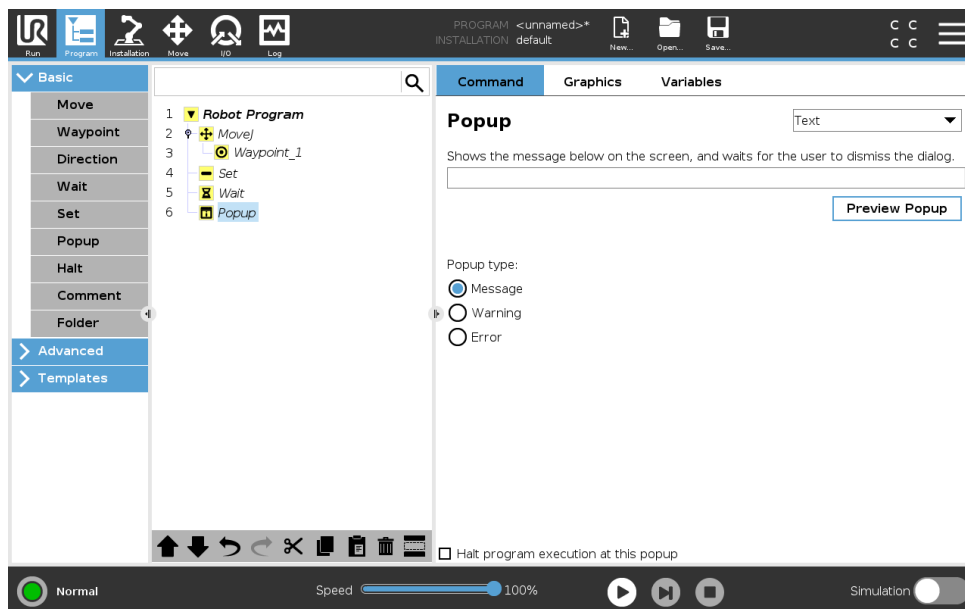 UR
Run
Program
Installation
Move
I/O
Log
PROGRAM <unnamed>*
INSTALLATION default
New...
Open...
Save...
C C
C C
Basic
Move
Waypoint
Direction
Wait
Set
Popup
Halt
Comment
Folder
Advanced
Templates
1 Robot Program
2 MoveJ
3 Waypoint_1
4 Set
5 Wait
6 Popup
Command Graphics Variables
Popup
Text
Shows the message below on the screen, and waits for the user to dismiss the dialog.
Preview Popup
Popup type:
Message
Warning
Error
Halt program execution at this popup
Normal
Speed 100%
Simulation